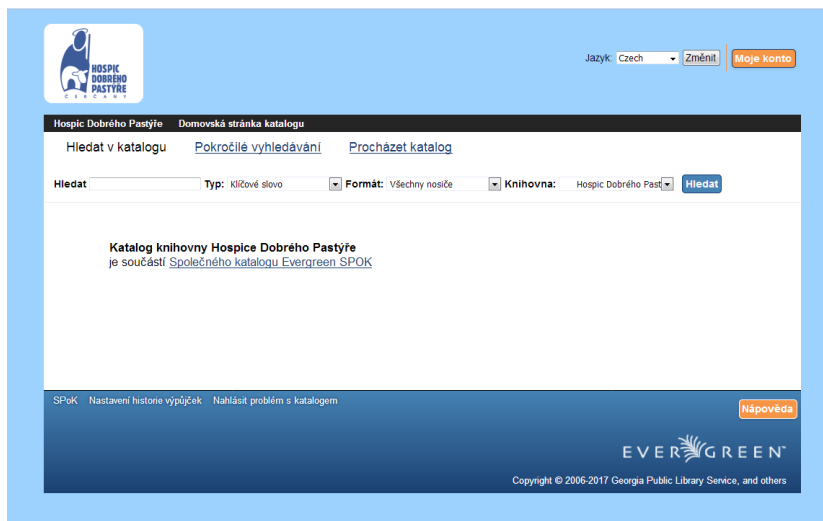 HOSPIC
DOBRÉHO
PASTÝŘE
ČERČANY
Jazyk: Czech Změnit Moje konto
Hospic Dobrého Pastýře Domovská stránka katalogu
Hledat v katalogu Pokročilé vyhledávání Procházet katalog
Hledat Typ: Klíčové slovo Formát: Všechny nosiče Knihovna: Hospic Dobrého Past Hledat
Katalog knihovny Hospice Dobrého Pastýře
je součástí Společného katalogu Evergreen SPOK
SPoK Nastavení historie výpůjček Nahlásit problém s katalogem
Nápověda
EVERGREEN™
Copyright © 2006-2017 Georgia Public Library Service, and others